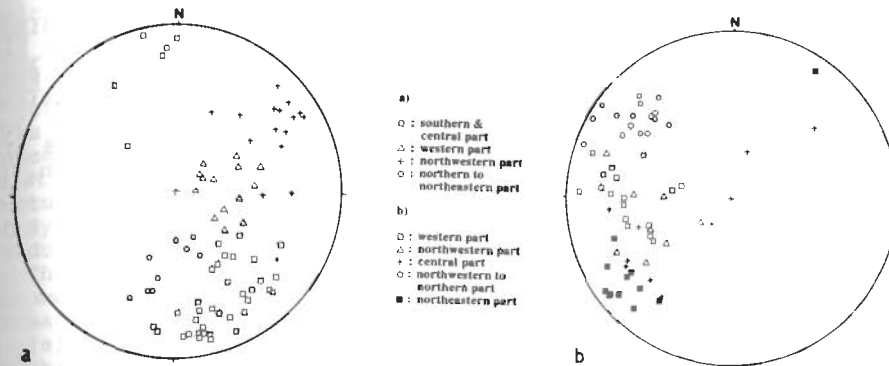 N
a
a)
○ : southern &
central part
△ : western part
+ : northwestern part
○ : northern to
northeastern part
b)
□ : western part
△ : northwestern part
+ : central part
○ : northwestern to
northern part
■ : northeastern part
N
b